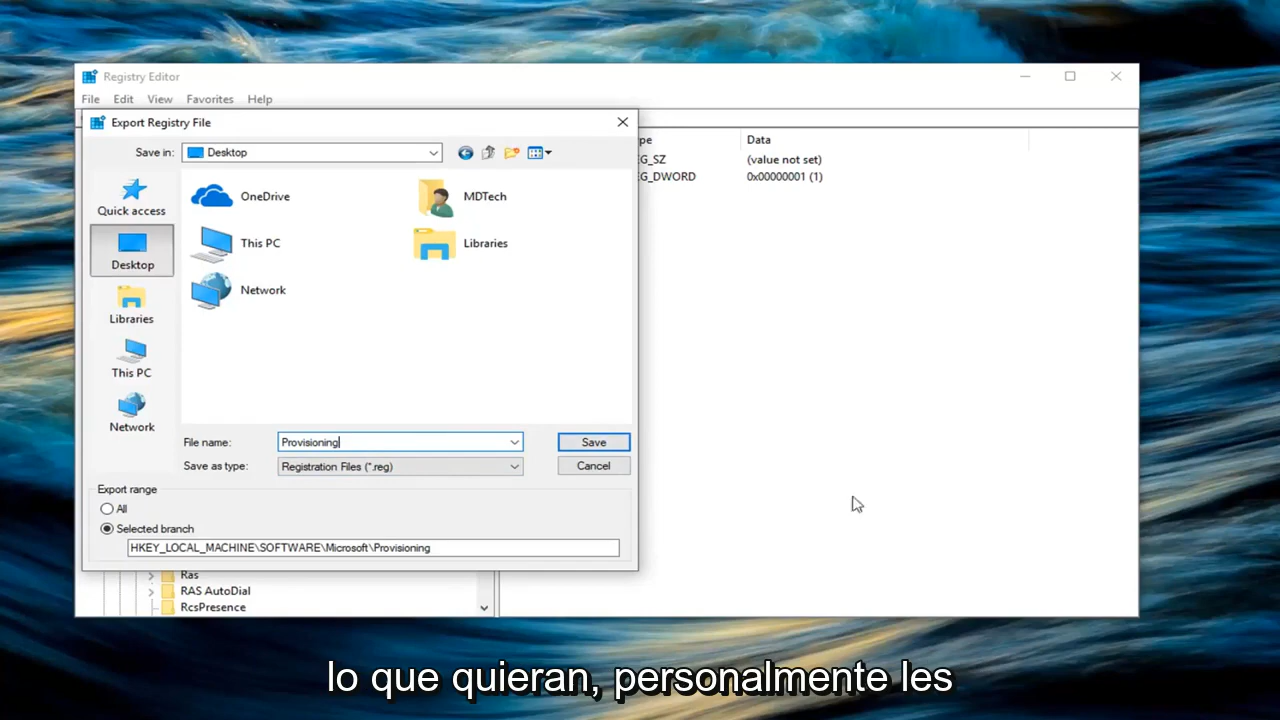 Registry Editor
File Edit View Favorites Help
Export Registry File
Save in: Desktop
Data
(value not set)
0x00000001 (1)
Quick access
Desktop
Libraries
This PC
Network
OneDrive
MDTech
This PC
Libraries
Network
File name: Provisioning Save
Save as type: Registration Files (*.reg) Cancel
Export range
All
Selected branch
HKEY_LOCAL_MACHINE\SOFTWARE\Microsoft\Provisioning
Ras
RAS AutoDial
RcsPresence
lo que quieran, personalmente les